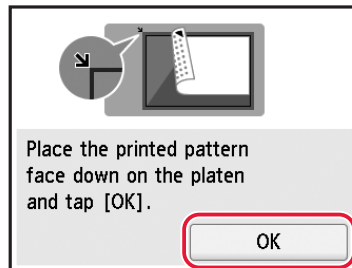 Place the printed pattern
face down on the platen
and tap [OK].
OK